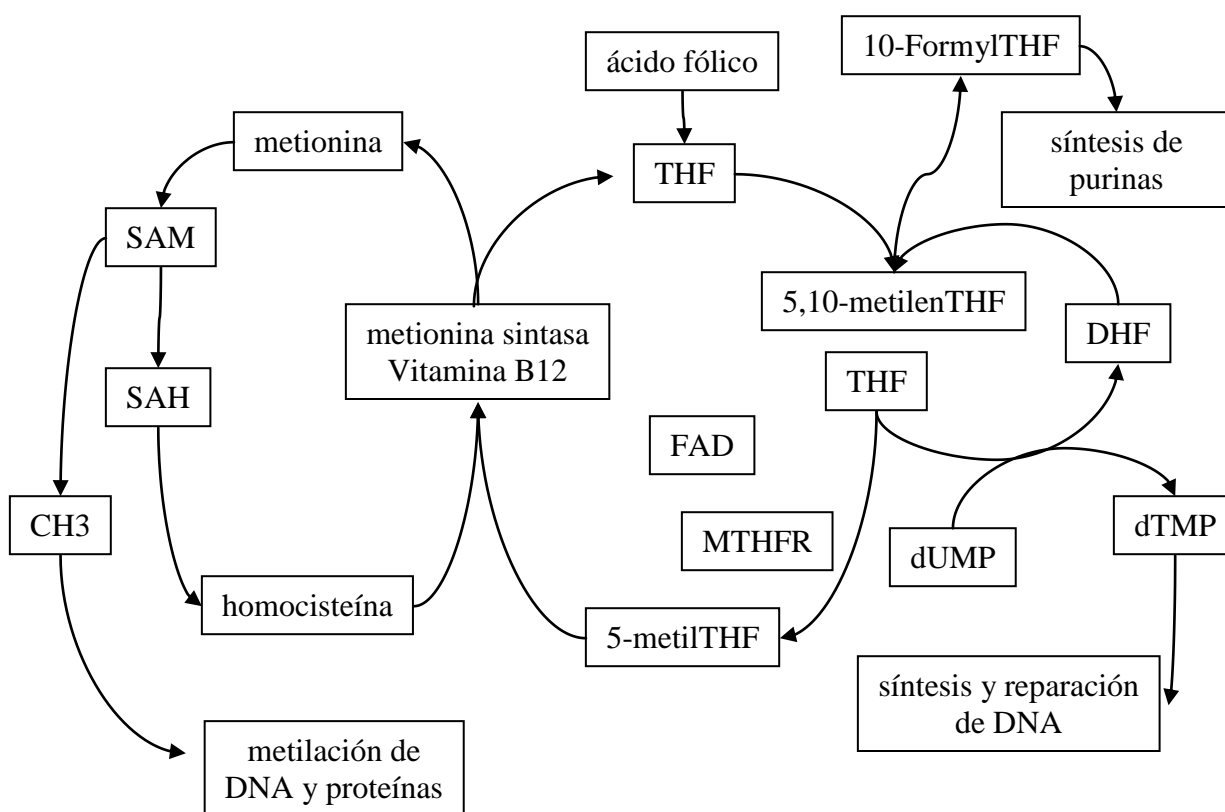 10-FormylTHF
ácido fólico
metionina
síntesis de
purinas
THF
SAM
5,10-metilenTHF
metionina sintasa
Vitamina B12
DHF
THF
SAH
FAD
CH3
MTHFR
dUMP
dTMP
homocisteína
5-metilTHF
síntesis y reparación
de DNA
metilación de
DNA y proteínas